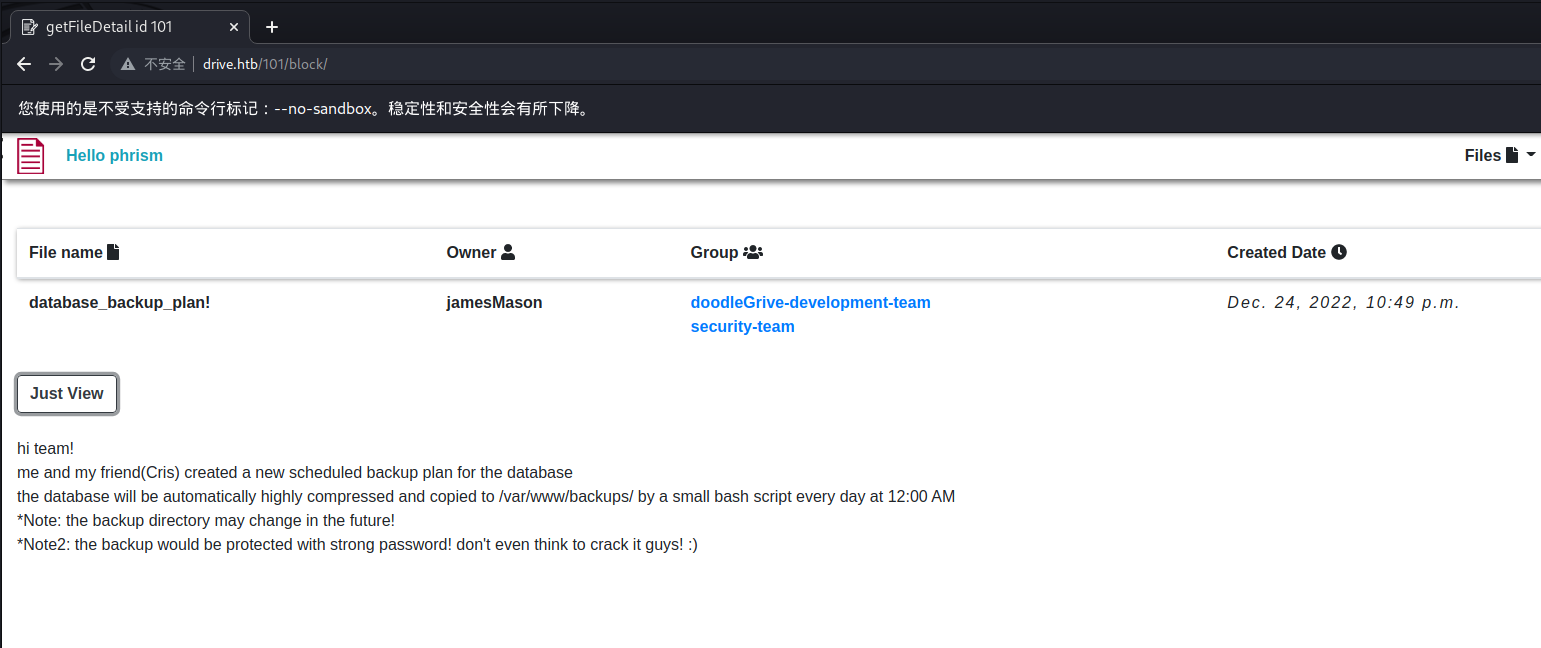 getFileDetail id 101
不安全 drive.htb/101/block/
您使用的是不受支持的命令行标记：--no-sandbox。稳定性和安全性会有所下降。
Hello phrism Files
File name Owner Group Created Date
database_backup_plan! jamesMason doodleGrive-development-team Dec. 24, 2022, 10:49 p.m.
security-team
Just View
hi team!
me and my friend(Cris) created a new scheduled backup plan for the database
the database will be automatically highly compressed and copied to /var/www/backups/ by a small bash script every day at 12:00 AM
*Note: the backup directory may change in the future!
*Note2: the backup would be protected with strong password! don't even think to crack it guys! :)